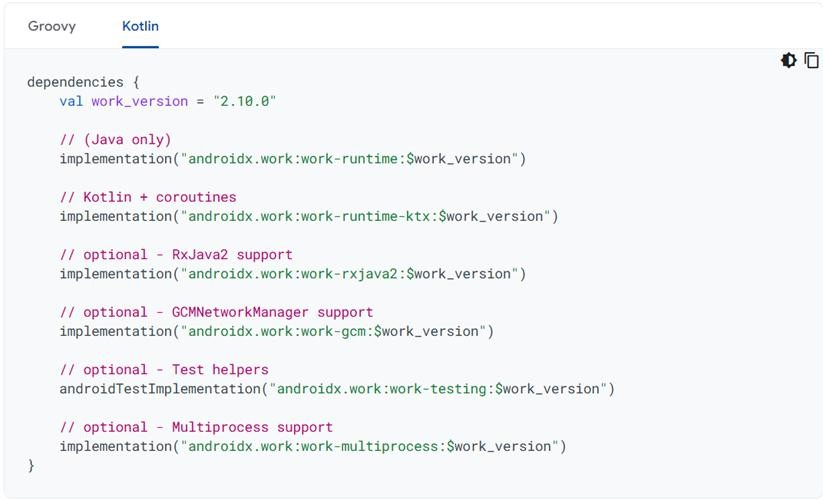 Groovy Kotlin
dependencies {
    val work_version = "2.10.0"

    // (Java only)
    implementation("androidx.work:work-runtime:$work_version")

    // Kotlin + coroutines
    implementation("androidx.work:work-runtime-ktx:$work_version")

    // optional - RxJava2 support
    implementation("androidx.work:work-rxjava2:$work_version")

    // optional - GCMNetworkManager support
    implementation("androidx.work:work-gcm:$work_version")

    // optional - Test helpers
    androidTestImplementation("androidx.work:work-testing:$work_version")

    // optional - Multiprocess support
    implementation("androidx.work:work-multiprocess:$work_version")
}